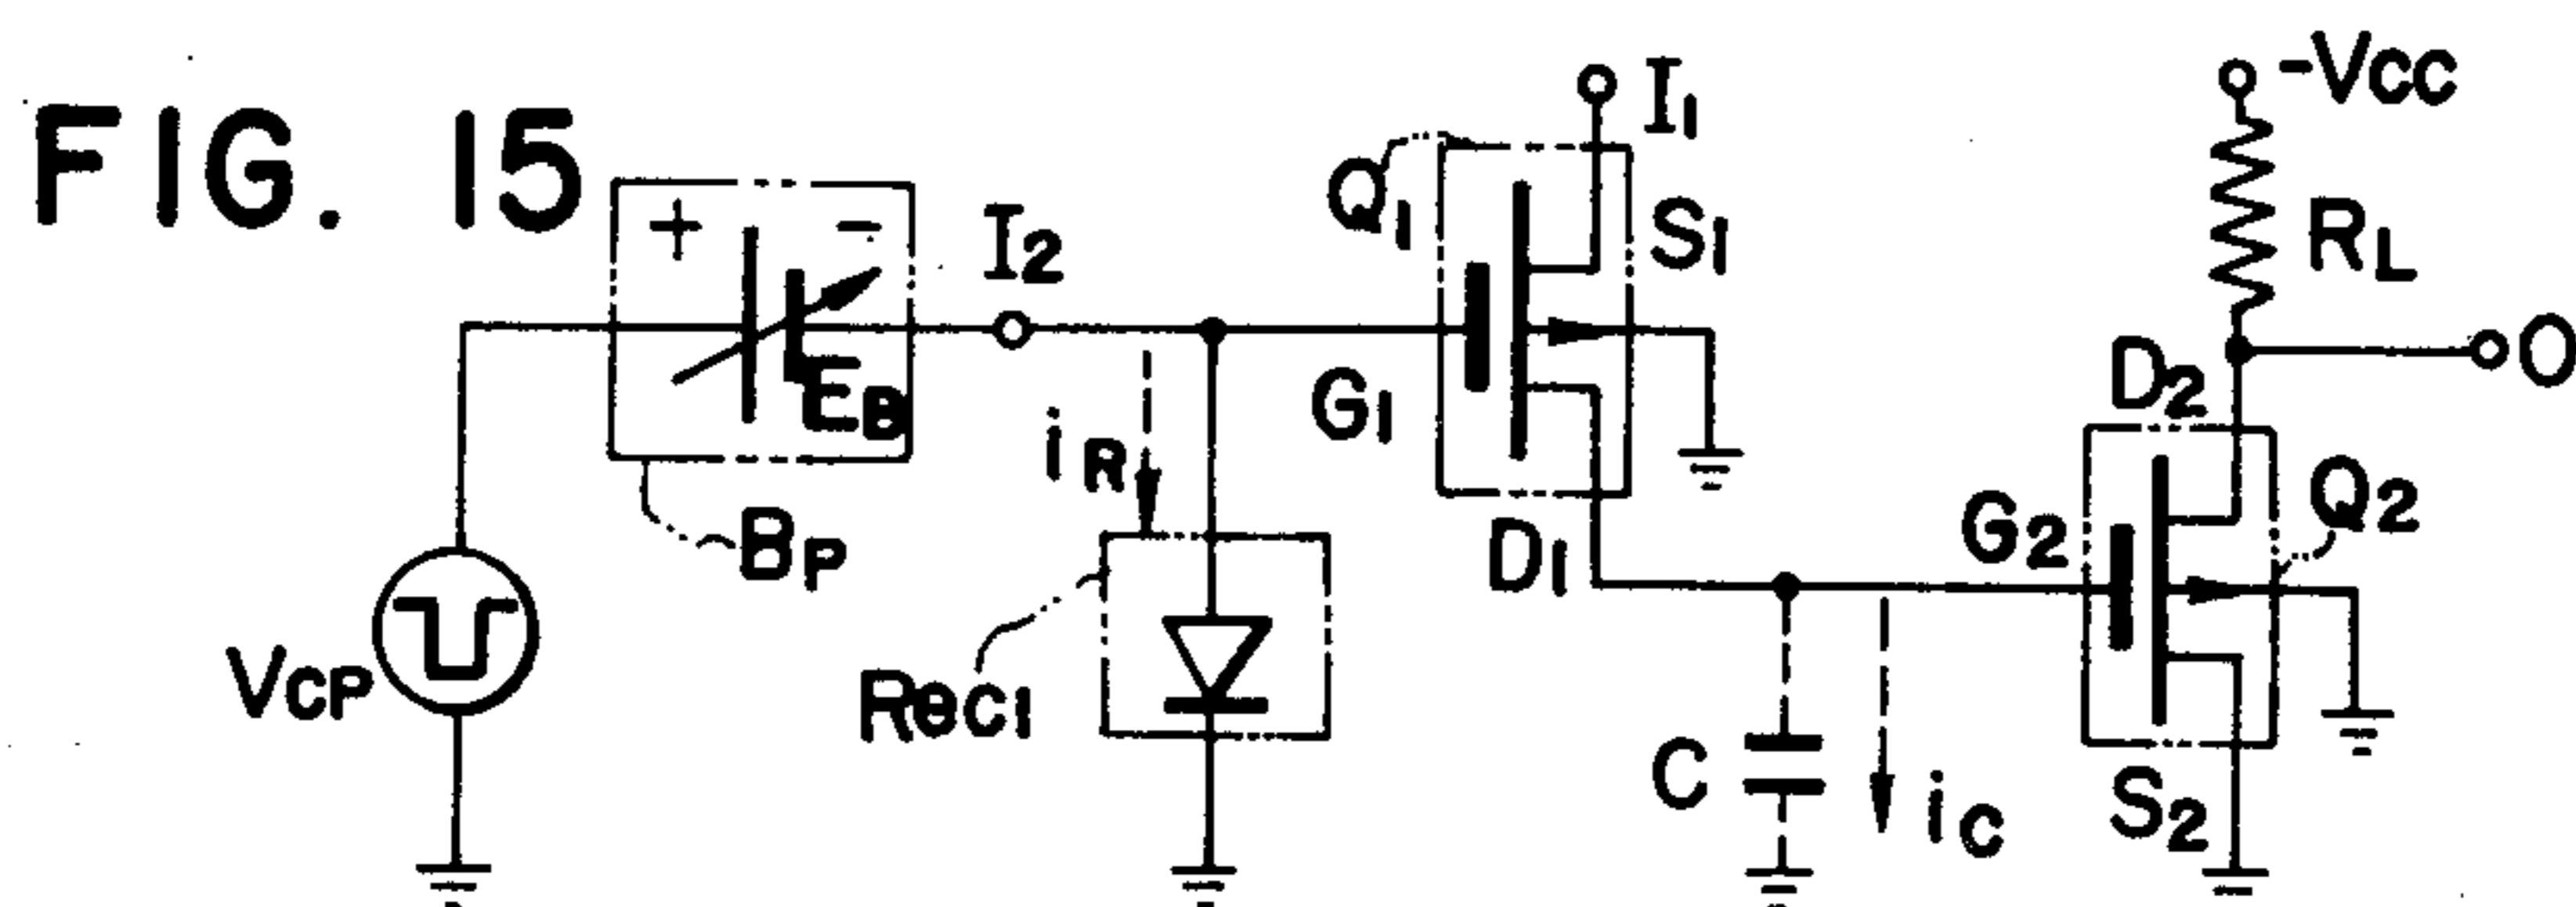 FIG. 15
+ -
EB
BP
VCP
I2
iR
Rec1
Q1
I1
S1
G1
D1
C
iC
-VCC
RL
O
D2
G2
Q2
S2